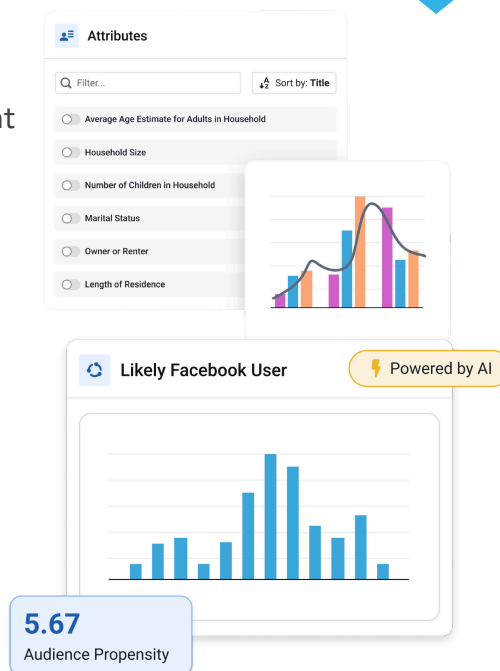 Attributes
Filter...
Sort by: Title
Average Age Estimate for Adults in Household
Household Size
Number of Children in Household
Marital Status
Owner or Renter
Length of Residence
Likely Facebook User
Powered by AI
5.67
Audience Propensity